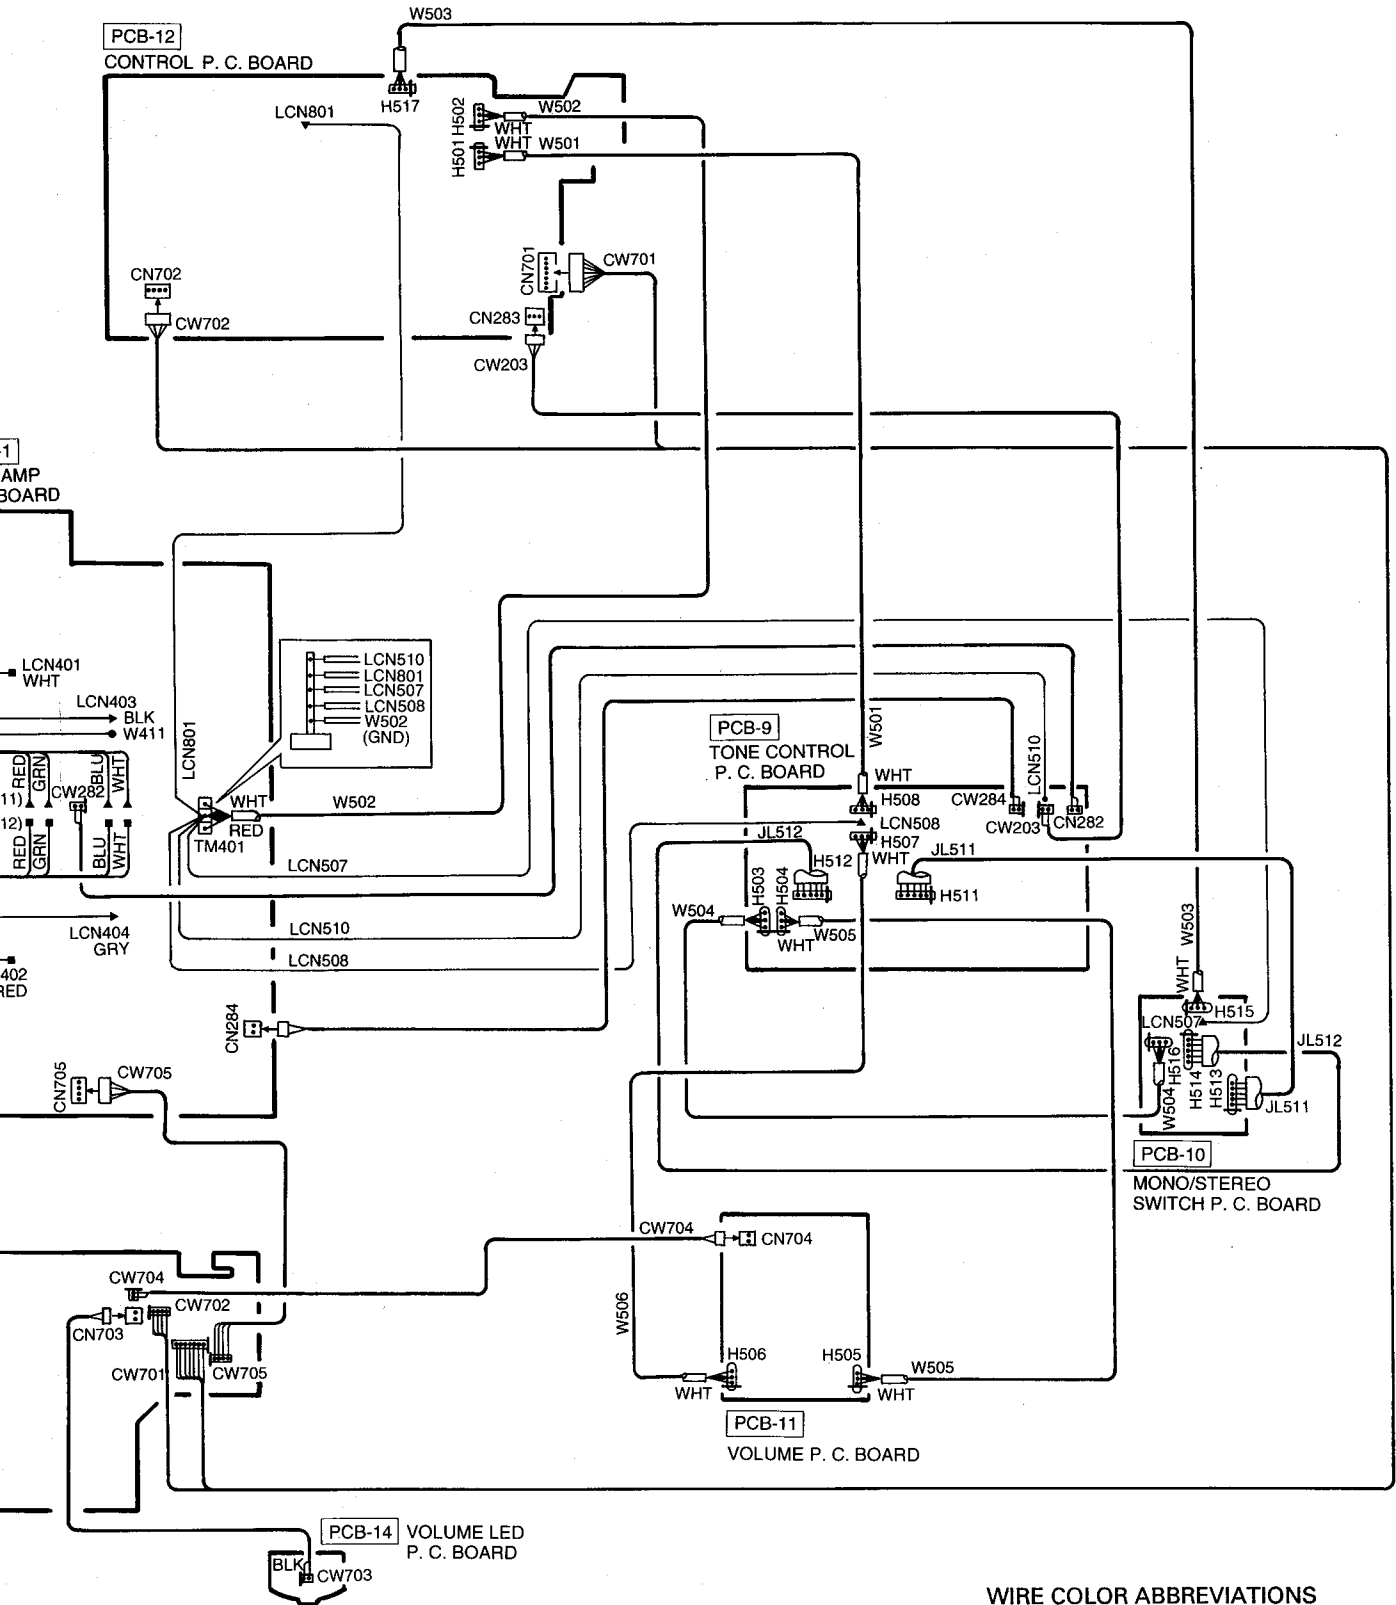 W503
PCB-12
CONTROL P. C. BOARD
H517
LCN801
H502
W502
WHT
WHT
H501
W501
CN701
CW701
CN702
CW702
CN283
CW203
-1
AMP
BOARD
LCN401
WHT
LCN403
BLK
W411
LCN510
LCN801
LCN507
LCN508
W502
(GND)
LCN801
RED
GRN
BLU
WHT
CW282
11)
12)
RED
GRN
BLU
WHT
WHT
RED
W502
TM401
LCN507
LCN404
GRY
LCN510
LCN508
402
RED
CN284
CN705
CW705
PCB-9
TONE CONTROL
P. C. BOARD
W501
WHT
H508
LCN508
H507
WHT
CW284
LCN510
CW203
CN282
JL512
H512
JL511
H511
H503
H504
W504
WHT
W505
W503
WHT
H515
LCN507
H516
H514
H513
W504
JL512
JL511
PCB-10
MONO/STEREO
SWITCH P. C. BOARD
CW704
CN704
W506
H506
WHT
H505
WHT
W505
PCB-11
VOLUME P. C. BOARD
CW704
CW702
CN703
CW701
CW705
PCB-14
VOLUME LED
P. C. BOARD
BLK
CW703
WIRE COLOR ABBREVIATIONS